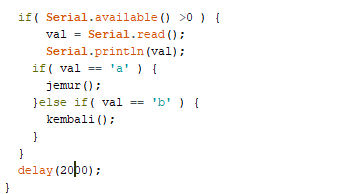 if( Serial.available() >0 ) {
val = Serial.read();
Serial.println(val);
if( val == 'a' ) {
jemur();
}else if( val == 'b' ) {
kembali();
}
}
delay(2000);
}